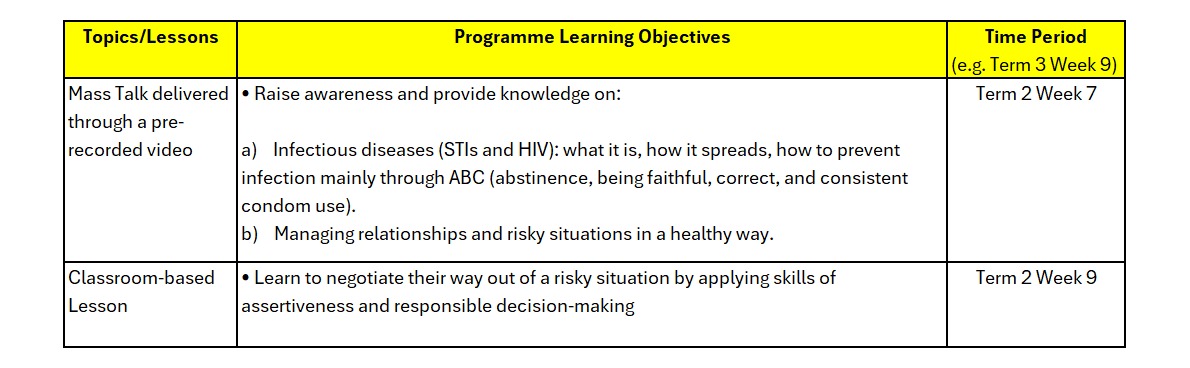 Topics/Lessons
Programme Learning Objectives
Time Period
(e.g. Term 3 Week 9)
Mass Talk delivered
through a pre-
recorded video
• Raise awareness and provide knowledge on:
a) Infectious diseases (STIs and HIV): what it is, how it spreads, how to prevent
infection mainly through ABC (abstinence, being faithful, correct, and consistent
condom use).
b) Managing relationships and risky situations in a healthy way.
Term 2 Week 7
Classroom-based
Lesson
• Learn to negotiate their way out of a risky situation by applying skills of
assertiveness and responsible decision-making
Term 2 Week 9